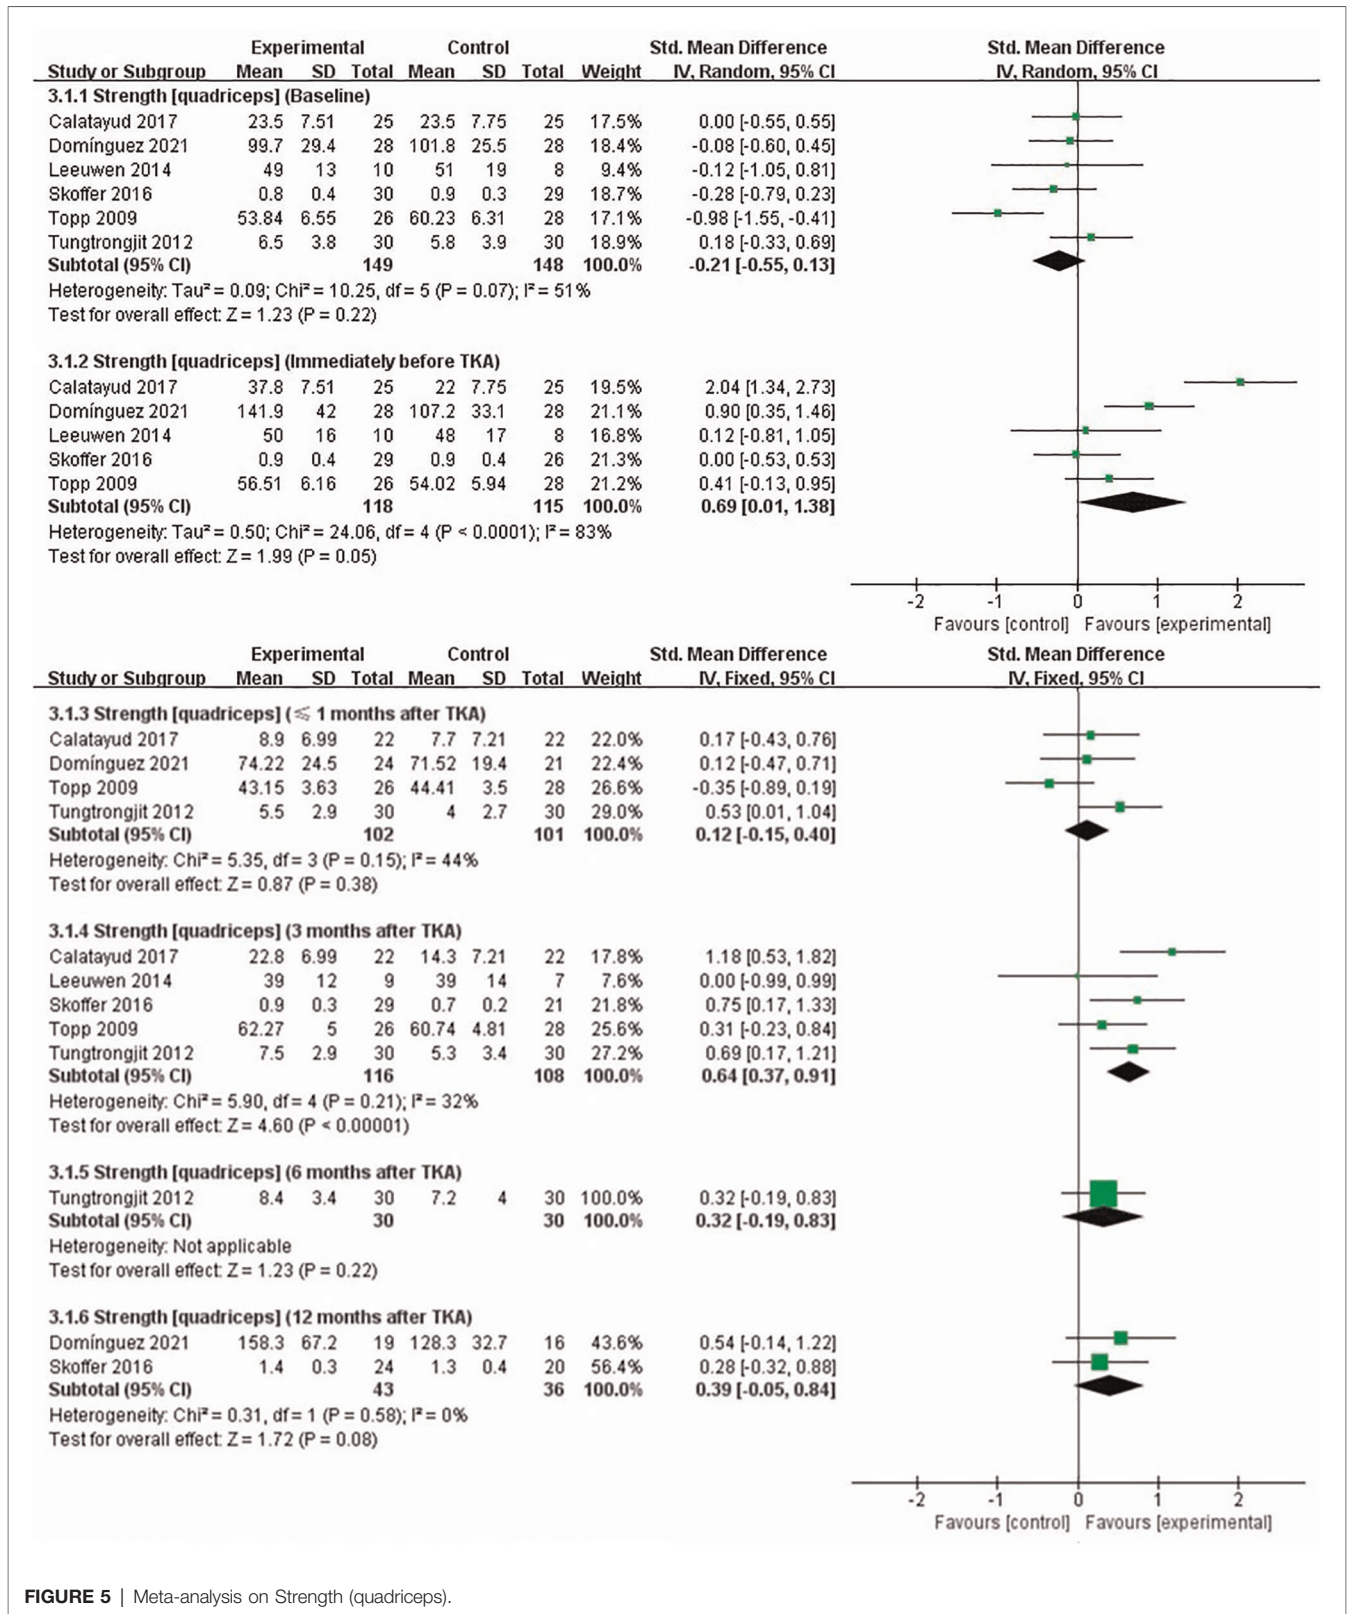 Experimental Control Std. Mean Difference Std. Mean Difference
Study or Subgroup Mean SD Total Mean SD Total Weight IV, Random, 95% CI IV, Random, 95% CI
3.1.1 Strength [quadriceps] (Baseline)
Calatayud 2017 23.5 7.51 25 23.5 7.75 25 17.5% 0.00 [-0.55, 0.55]
Domínguez 2021 99.7 29.4 28 101.8 25.5 28 18.4% -0.08 [-0.60, 0.45]
Leeuwen 2014 49 13 10 51 19 8 9.4% -0.12 [-1.05, 0.81]
Skoffer 2016 0.8 0.4 30 0.9 0.3 29 18.7% -0.28 [-0.79, 0.23]
Topp 2009 53.84 6.55 26 60.23 6.31 28 17.1% -0.98 [-1.55, -0.41]
Tungtrongjit 2012 6.5 3.8 30 5.8 3.9 30 18.9% 0.18 [-0.33, 0.69]
Subtotal (95% CI) 149 148 100.0% -0.21 [-0.55, 0.13]
Heterogeneity: Tau² = 0.09; Chi² = 10.25, df = 5 (P = 0.07); I² = 51%
Test for overall effect: Z = 1.23 (P = 0.22)
3.1.2 Strength [quadriceps] (Immediately before TKA)
Calatayud 2017 37.8 7.51 25 22 7.75 25 19.5% 2.04 [1.34, 2.73]
Domínguez 2021 141.9 42 28 107.2 33.1 28 21.1% 0.90 [0.35, 1.46]
Leeuwen 2014 50 16 10 48 17 8 16.8% 0.12 [-0.81, 1.05]
Skoffer 2016 0.9 0.4 29 0.9 0.4 26 21.3% 0.00 [-0.53, 0.53]
Topp 2009 56.51 6.16 26 54.02 5.94 28 21.2% 0.41 [-0.13, 0.95]
Subtotal (95% CI) 118 115 100.0% 0.69 [0.01, 1.38]
Heterogeneity: Tau² = 0.50; Chi² = 24.06, df = 4 (P < 0.0001); I² = 83%
Test for overall effect: Z = 1.99 (P = 0.05)
-2 -1 0 1 2
Favours [control] Favours [experimental]
Experimental Control Std. Mean Difference Std. Mean Difference
Study or Subgroup Mean SD Total Mean SD Total Weight IV, Fixed, 95% CI IV, Fixed, 95% CI
3.1.3 Strength [quadriceps] (≤ 1 months after TKA)
Calatayud 2017 8.9 6.99 22 7.7 7.21 22 22.0% 0.17 [-0.43, 0.76]
Domínguez 2021 74.22 24.5 24 71.52 19.4 21 22.4% 0.12 [-0.47, 0.71]
Topp 2009 43.15 3.63 26 44.41 3.5 28 26.6% -0.35 [-0.89, 0.19]
Tungtrongjit 2012 5.5 2.9 30 4 2.7 30 29.0% 0.53 [0.01, 1.04]
Subtotal (95% CI) 102 101 100.0% 0.12 [-0.15, 0.40]
Heterogeneity: Chi² = 5.35, df = 3 (P = 0.15); I² = 44%
Test for overall effect: Z = 0.87 (P = 0.38)
3.1.4 Strength [quadriceps] (3 months after TKA)
Calatayud 2017 22.8 6.99 22 14.3 7.21 22 17.8% 1.18 [0.53, 1.82]
Leeuwen 2014 39 12 9 39 14 7 7.6% 0.00 [-0.99, 0.99]
Skoffer 2016 0.9 0.3 29 0.7 0.2 21 21.8% 0.75 [0.17, 1.33]
Topp 2009 62.27 5 26 60.74 4.81 28 25.6% 0.31 [-0.23, 0.84]
Tungtrongjit 2012 7.5 2.9 30 5.3 3.4 30 27.2% 0.69 [0.17, 1.21]
Subtotal (95% CI) 116 108 100.0% 0.64 [0.37, 0.91]
Heterogeneity: Chi² = 5.90, df = 4 (P = 0.21); I² = 32%
Test for overall effect: Z = 4.60 (P < 0.00001)
3.1.5 Strength [quadriceps] (6 months after TKA)
Tungtrongjit 2012 8.4 3.4 30 7.2 4 30 100.0% 0.32 [-0.19, 0.83]
Subtotal (95% CI) 30 30 100.0% 0.32 [-0.19, 0.83]
Heterogeneity: Not applicable
Test for overall effect: Z = 1.23 (P = 0.22)
3.1.6 Strength [quadriceps] (12 months after TKA)
Domínguez 2021 158.3 67.2 19 128.3 32.7 16 43.6% 0.54 [-0.14, 1.22]
Skoffer 2016 1.4 0.3 24 1.3 0.4 20 56.4% 0.28 [-0.32, 0.88]
Subtotal (95% CI) 43 36 100.0% 0.39 [-0.05, 0.84]
Heterogeneity: Chi² = 0.31, df = 1 (P = 0.58); I² = 0%
Test for overall effect: Z = 1.72 (P = 0.08)
-2 -1 0 1 2
Favours [control] Favours [experimental]
FIGURE 5 | Meta-analysis on Strength (quadriceps).